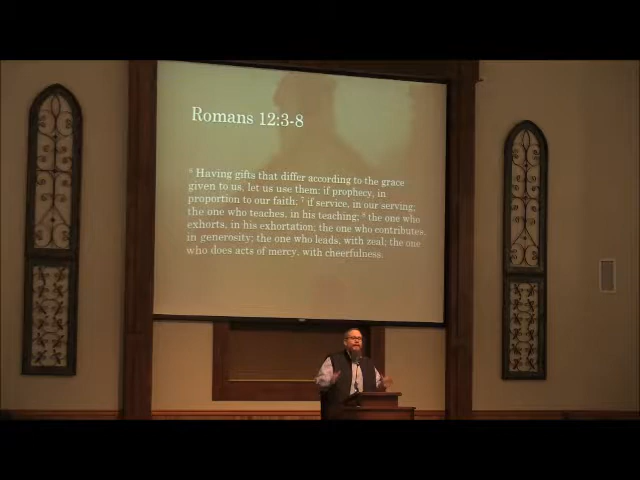 Romans 12:3-8
⁶ Having gifts that differ according to the grace
given to us, let us use them: if prophecy, in
proportion to our faith; ⁷ if service, in our serving;
the one who teaches, in his teaching; ⁸ the one who
exhorts, in his exhortation; the one who contributes,
in generosity; the one who leads, with zeal; the one
who does acts of mercy, with cheerfulness.